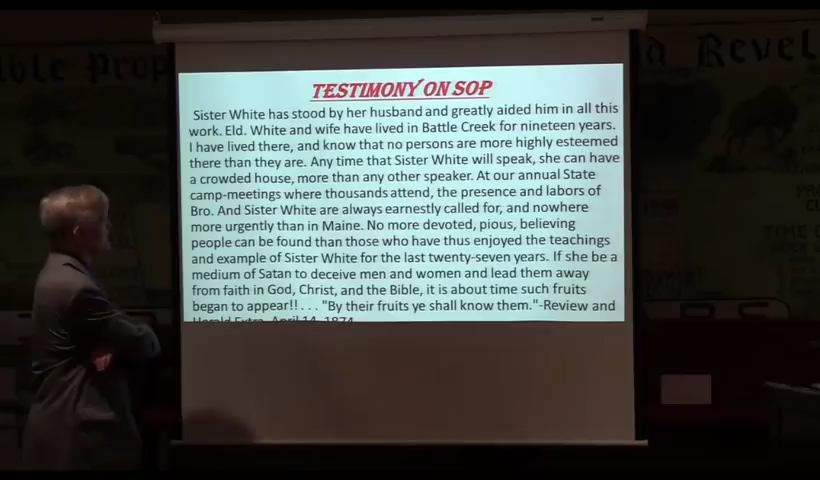 ible Prop
d Revel
TESTIMONY ON SOP
Sister White has stood by her husband and greatly aided him in all this
work. Eld. White and wife have lived in Battle Creek for nineteen years.
I have lived there, and know that no persons are more highly esteemed
there than they are. Any time that Sister White will speak, she can have
a crowded house, more than any other speaker. At our annual State
camp-meetings where thousands attend, the presence and labors of
Bro. And Sister White are always earnestly called for, and nowhere
more urgently than in Maine. No more devoted, pious, believing
people can be found than those who have thus enjoyed the teachings
and example of Sister White for the last twenty-seven years. If she be a
medium of Satan to deceive men and women and lead them away
from faith in God, Christ, and the Bible, it is about time such fruits
began to appear!! . . . "By their fruits ye shall know them."-Review and
Herald Extra, April 14, 1874